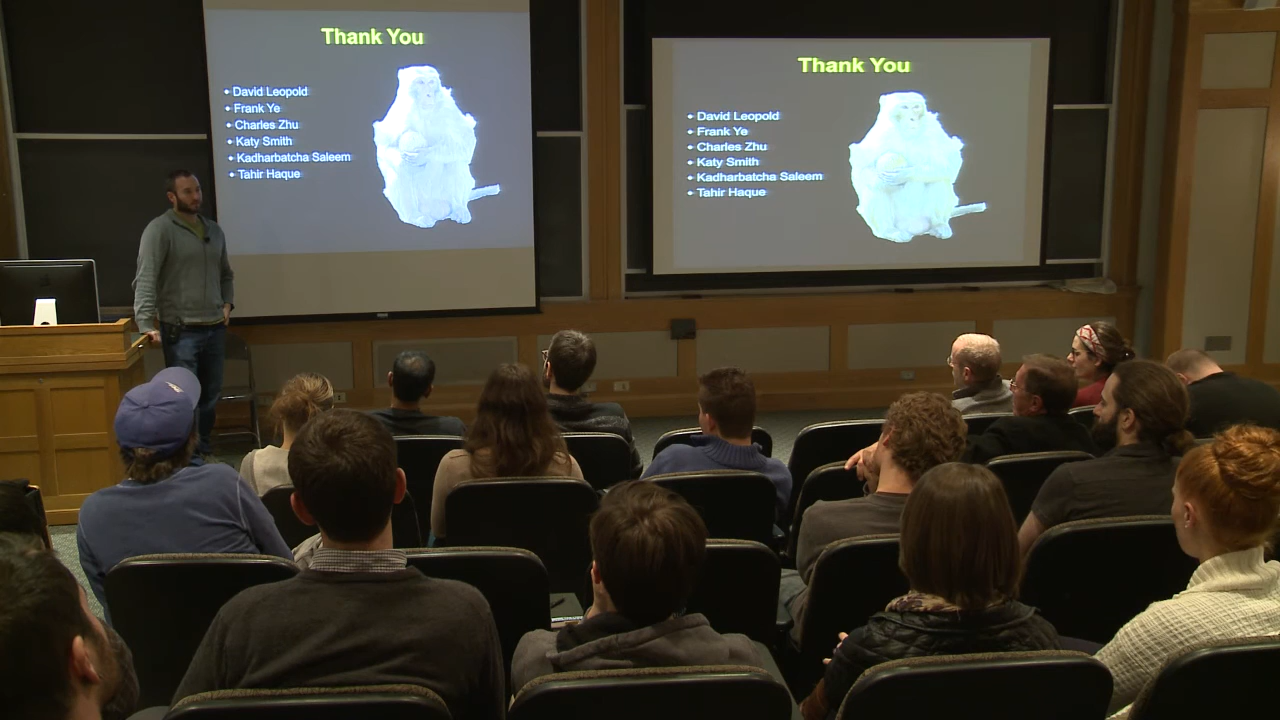 Thank You
• David Leopold
• Frank Ye
• Charles Zhu
• Katy Smith
• Kadharbatcha Saleem
• Tahir Haque
Thank You
• David Leopold
• Frank Ye
• Charles Zhu
• Katy Smith
• Kadharbatcha Saleem
• Tahir Haque